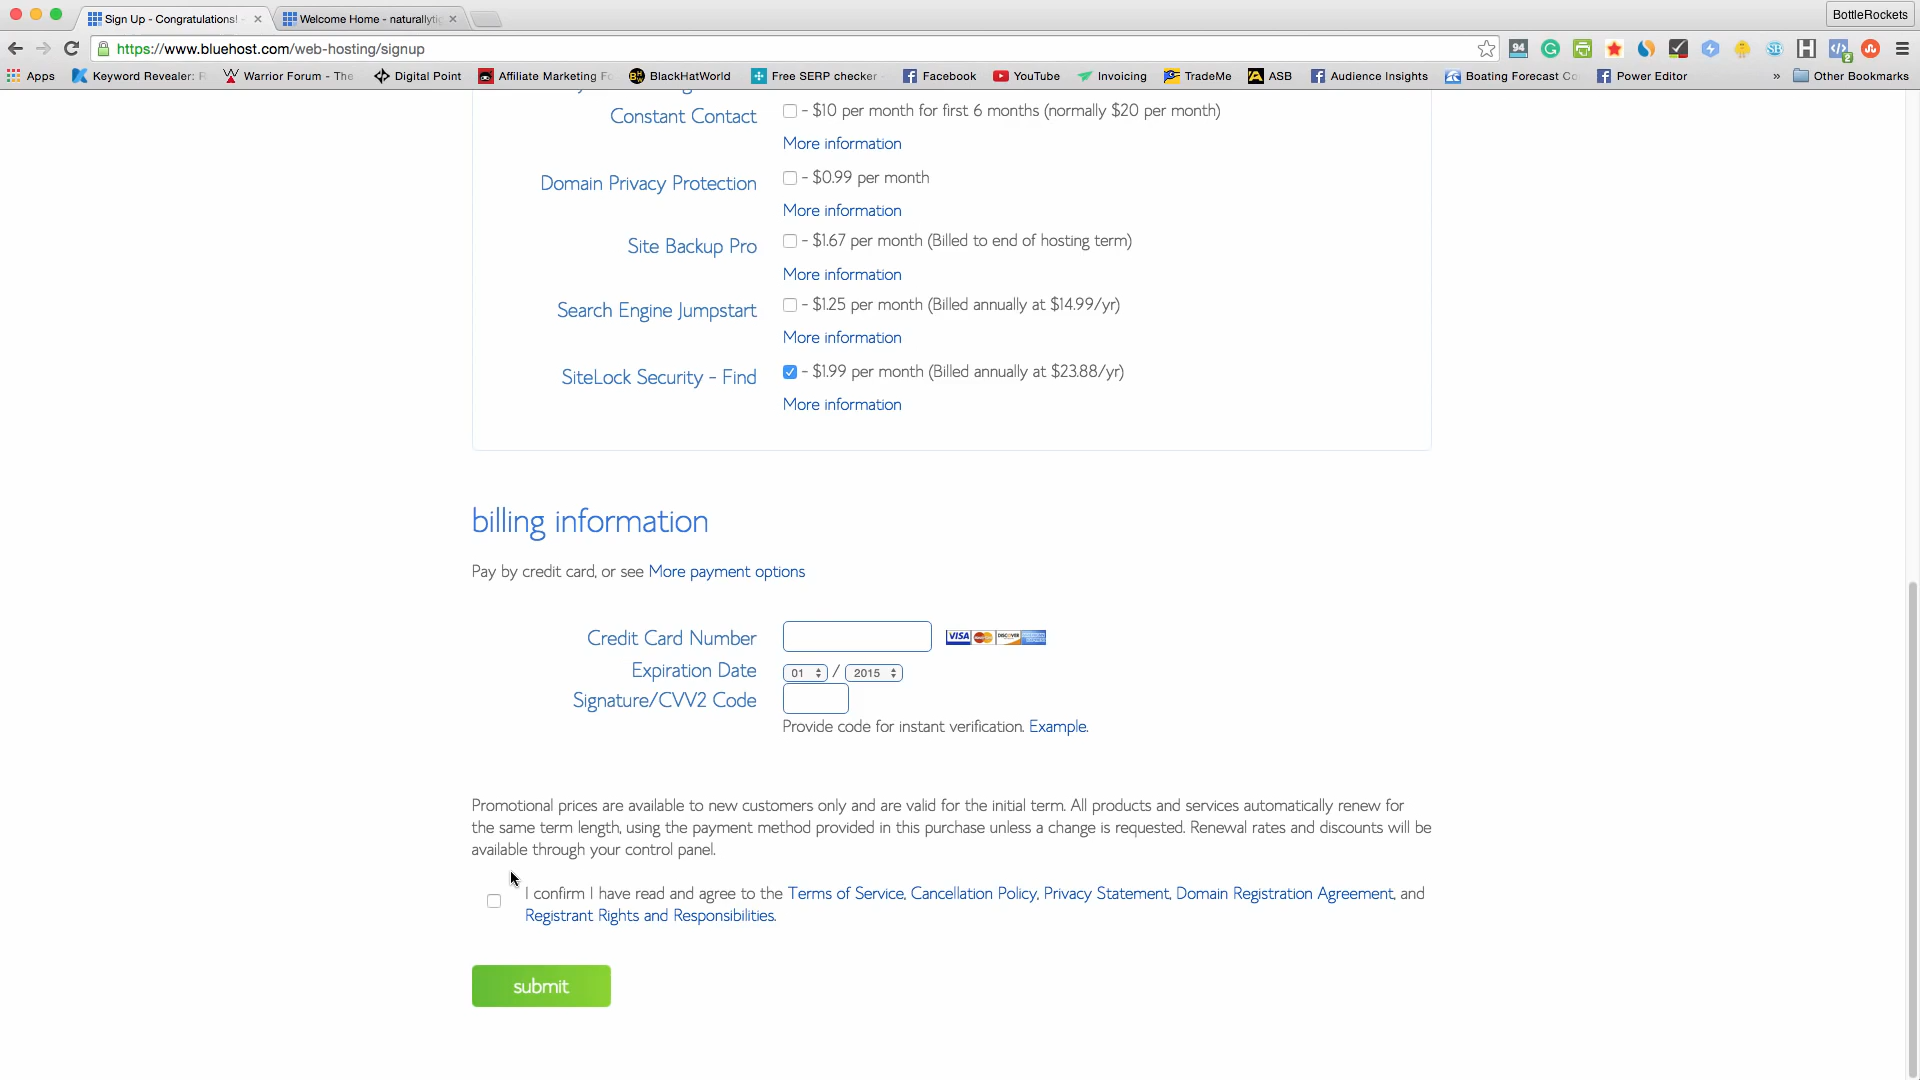 Sign Up - Congratulations!
Welcome Home - naturallytig
BottleRockets
https://www.bluehost.com/web-hosting/signup
94
2
Apps
Keyword Revealer:
Warrior Forum - The
Digital Point
Affiliate Marketing Fo
BlackHatWorld
Free SERP checker
Facebook
YouTube
Invoicing
TradeMe
ASB
Audience Insights
Boating Forecast Co
Power Editor
»
Other Bookmarks
Constant Contact
- $10 per month for first 6 months (normally $20 per month)
More information
Domain Privacy Protection
- $0.99 per month
More information
Site Backup Pro
- $1.67 per month (Billed to end of hosting term)
More information
Search Engine Jumpstart
- $1.25 per month (Billed annually at $14.99/yr)
More information
SiteLock Security - Find
- $1.99 per month (Billed annually at $23.88/yr)
More information
billing information
Pay by credit card, or see More payment options
Credit Card Number
VISA
Expiration Date
01 / 2015
Signature/CVV2 Code
Provide code for instant verification. Example.
Promotional prices are available to new customers only and are valid for the initial term. All products and services automatically renew for
the same term length, using the payment method provided in this purchase unless a change is requested. Renewal rates and discounts will be
available through your control panel.
I confirm I have read and agree to the Terms of Service, Cancellation Policy, Privacy Statement, Domain Registration Agreement, and
Registrant Rights and Responsibilities.
submit